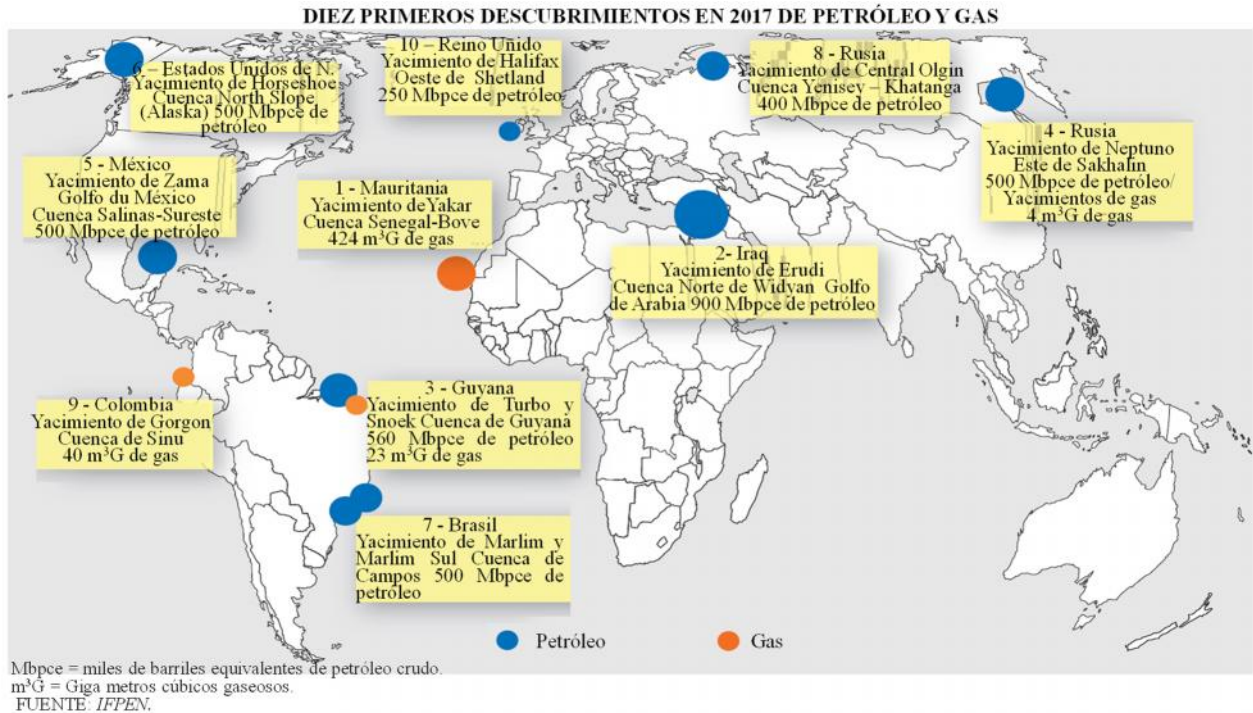 DIEZ PRIMEROS DESCUBRIMIENTOS EN 2017 DE PETRÓLEO Y GAS
6 – Estados Unidos de N.
Yacimiento de Horseshoe
Cuenca North Slope
(Alaska) 500 Mbpce de
petróleo
10 – Reino Unido
Yacimiento de Halifax
Oeste de Shetland
250 Mbpce de petróleo
8 - Rusia
Yacimiento de Central Olgin
Cuenca Yenisey – Khatanga
400 Mbpce de petróleo
4 - Rusia
Yacimiento de Neptuno
Este de Sakhalin
500 Mbpce de petróleo/
Yacimientos de gas
4 m³G de gas
5 - México
Yacimiento de Zama
Golfo du México
Cuenca Salinas-Sureste
500 Mbpce de petróleo
1 - Mauritania
Yacimiento de Yakar
Cuenca Senegal-Bove
424 m³G de gas
2- Iraq
Yacimiento de Erudi
Cuenca Norte de Widvan Golfo
de Arabia 900 Mbpce de petróleo
9 - Colombia
Yacimiento de Gorgon
Cuenca de Sinu
40 m³G de gas
3 - Guyana
Yacimiento de Turbo y
Snoek Cuenca de Guyana
560 Mbpce de petróleo
23 m³G de gas
7 - Brasil
Yacimiento de Marlim y
Marlim Sul Cuenca de
Campos 500 Mbpce de
petróleo
Petróleo
Gas
Mbpce = miles de barriles equivalentes de petróleo crudo.
m³G = Giga metros cúbicos gaseosos.
FUENTE: IFPEN.